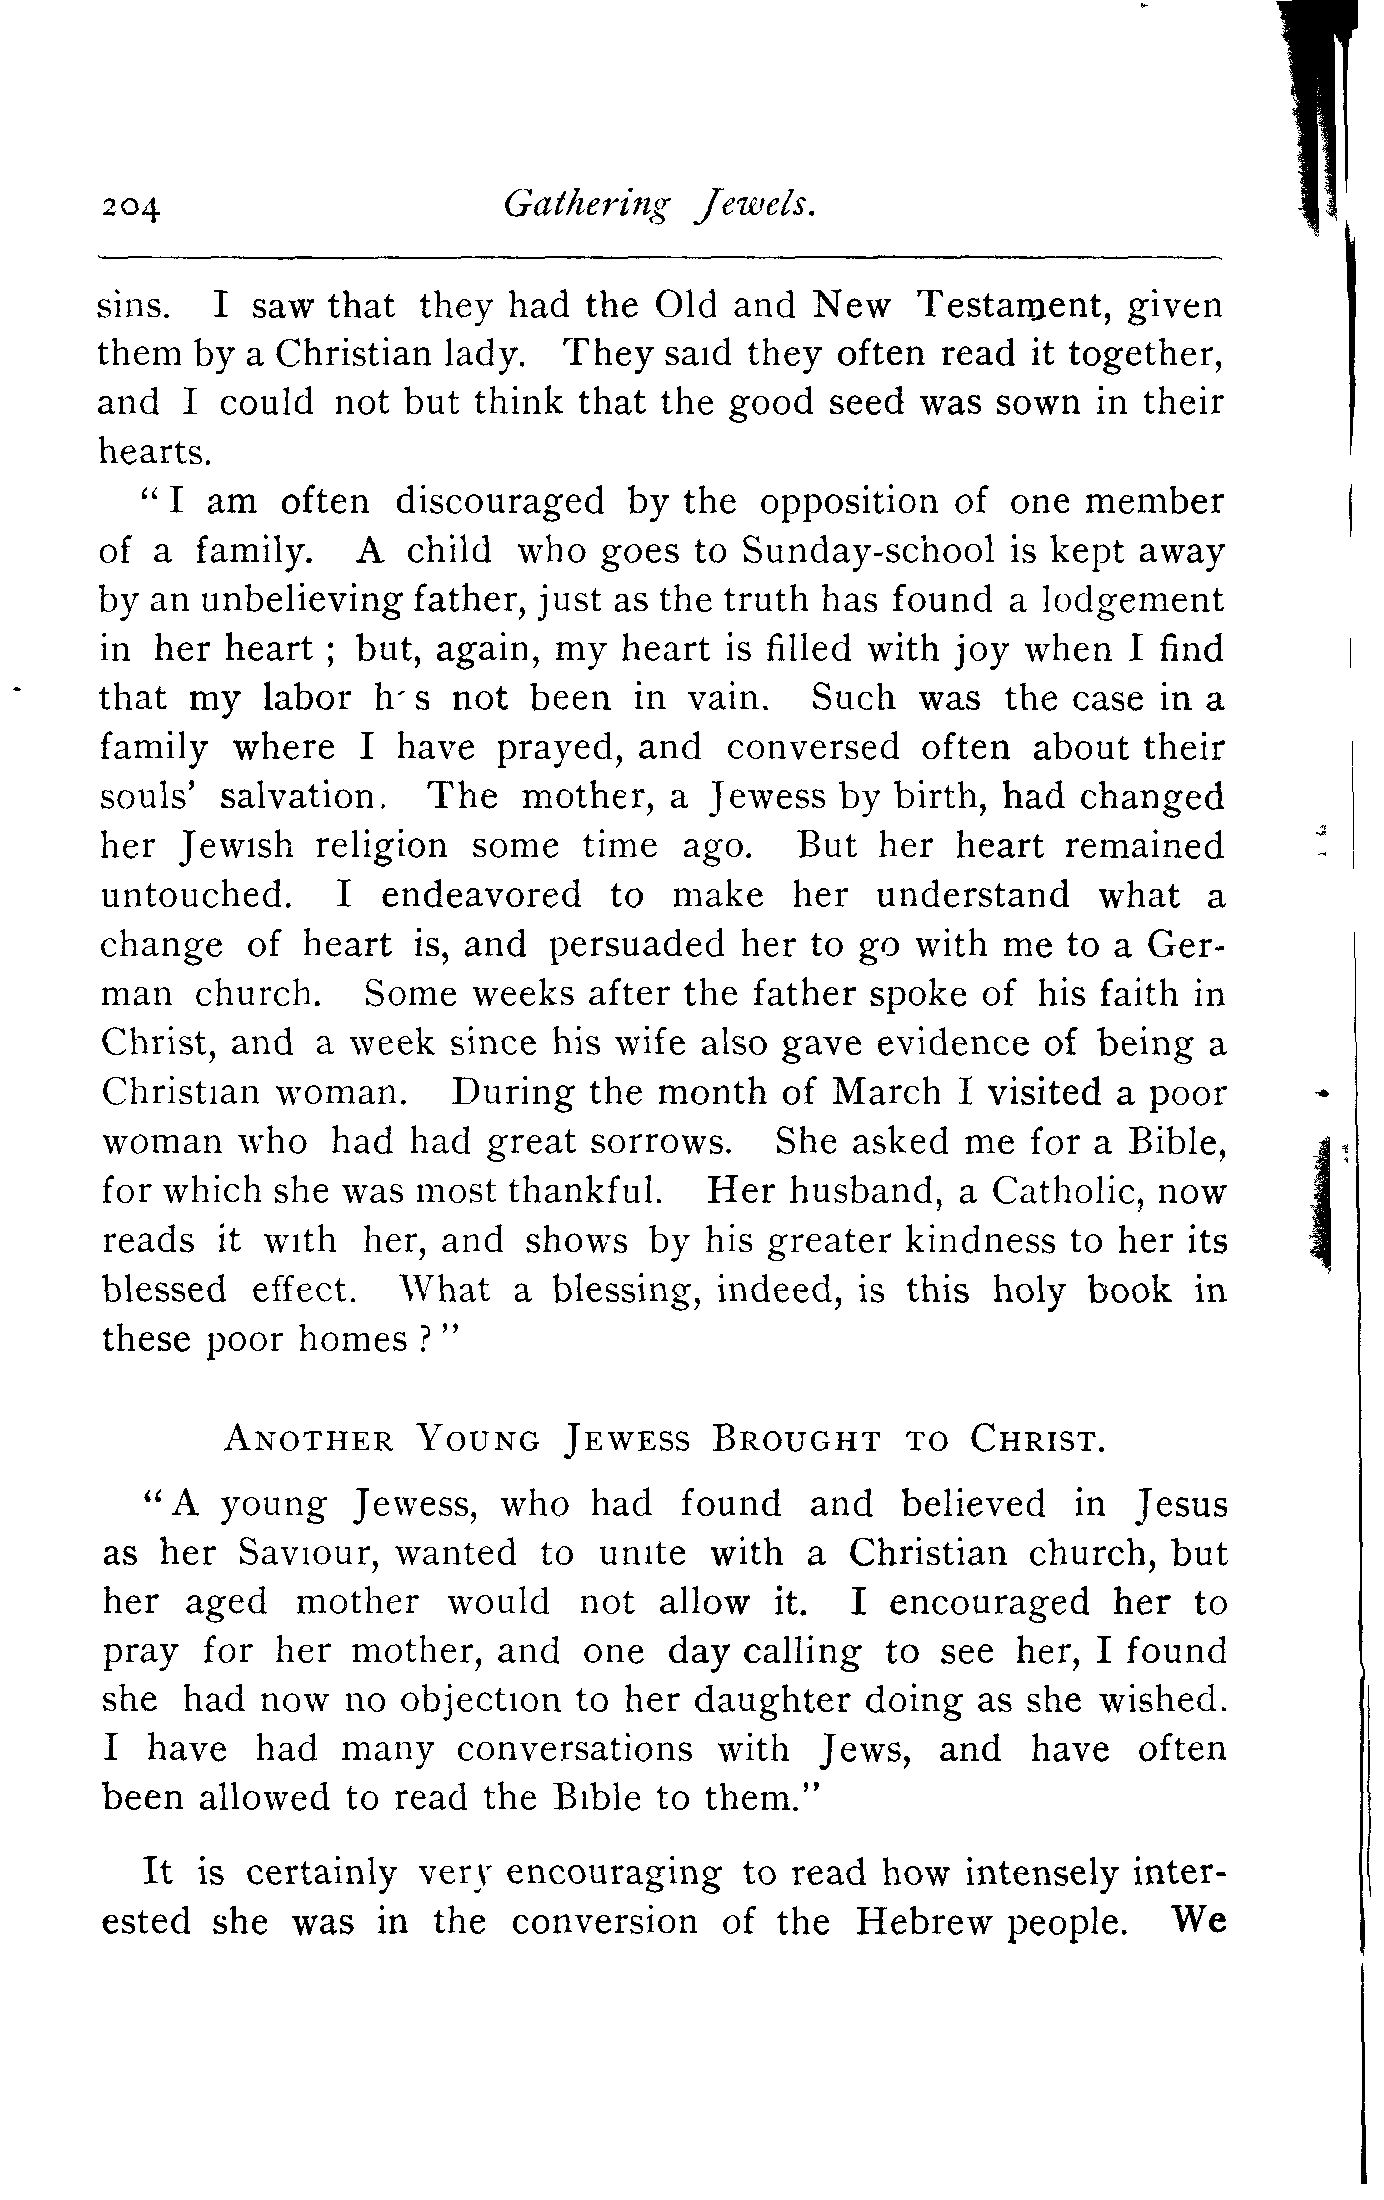 204 Gathering Jewels.
sins. I saw that they had the Old and New Testament, given
them by a Christian lady. They said they often read it together,
and I could not but think that the good seed was sown in their
hearts.
“ I am often discouraged by the opposition of one member
of a family. A child who goes to Sunday-school is kept away
by an unbelieving father, just as the truth has found a lodgement
in her heart ; but, again, my heart is filled with joy when I find
that my labor h s not been in vain. Such was the case in a
family where I have prayed, and conversed often about their
souls’ salvation. The mother, a Jewess by birth, had changed
her Jewish religion some time ago. But her heart remained
untouched. I endeavored to make her understand what a
change of heart is, and persuaded her to go with me to a Ger-
man church. Some weeks after the father spoke of his faith in
Christ, and a week since his wife also gave evidence of being a
Christian woman. During the month of March I visited a poor
woman who had had great sorrows. She asked me for a Bible,
for which she was most thankful. Her husband, a Catholic, now
reads it with her, and shows by his greater kindness to her its
blessed effect. What a blessing, indeed, is this holy book in
these poor homes ? ”
ANOTHER YOUNG JEWESS BROUGHT TO CHRIST.
“ A young Jewess, who had found and believed in Jesus
as her Saviour, wanted to unite with a Christian church, but
her aged mother would not allow it. I encouraged her to
pray for her mother, and one day calling to see her, I found
she had now no objection to her daughter doing as she wished.
I have had many conversations with Jews, and have often
been allowed to read the Bible to them.”
It is certainly very encouraging to read how intensely inter-
ested she was in the conversion of the Hebrew people. We